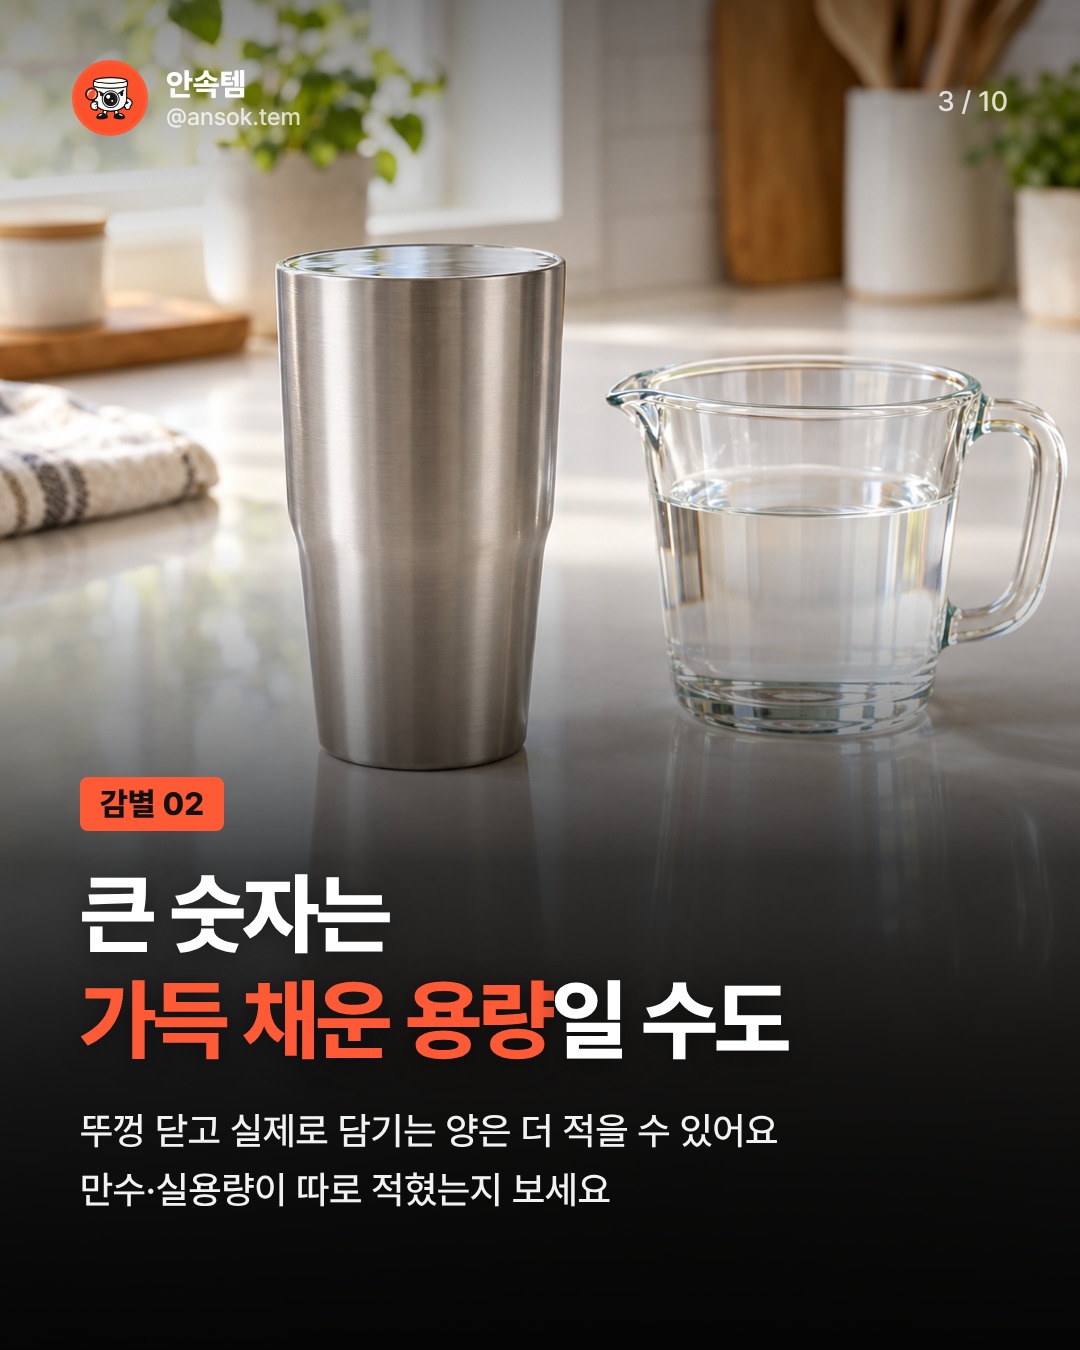 안속템
@ansok.tem
3 / 10
감별 02
큰 숫자는
가득 채운 용량일 수도
뚜껑 닫고 실제로 담기는 양은 더 적을 수 있어요
만수·실용량이 따로 적혔는지 보세요